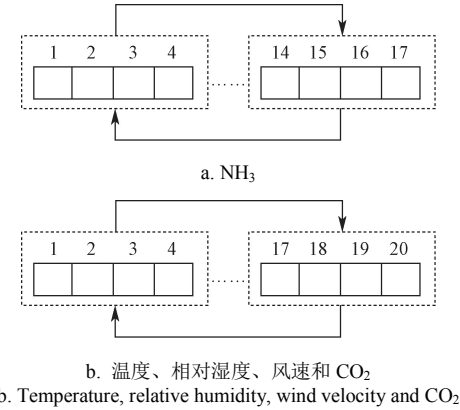 1 2 3 4 14 15 16 17
……
a. NH₃
1 2 3 4 17 18 19 20
……
b. 温度、相对湿度、风速和 CO₂
b. Temperature, relative humidity, wind velocity and CO₂